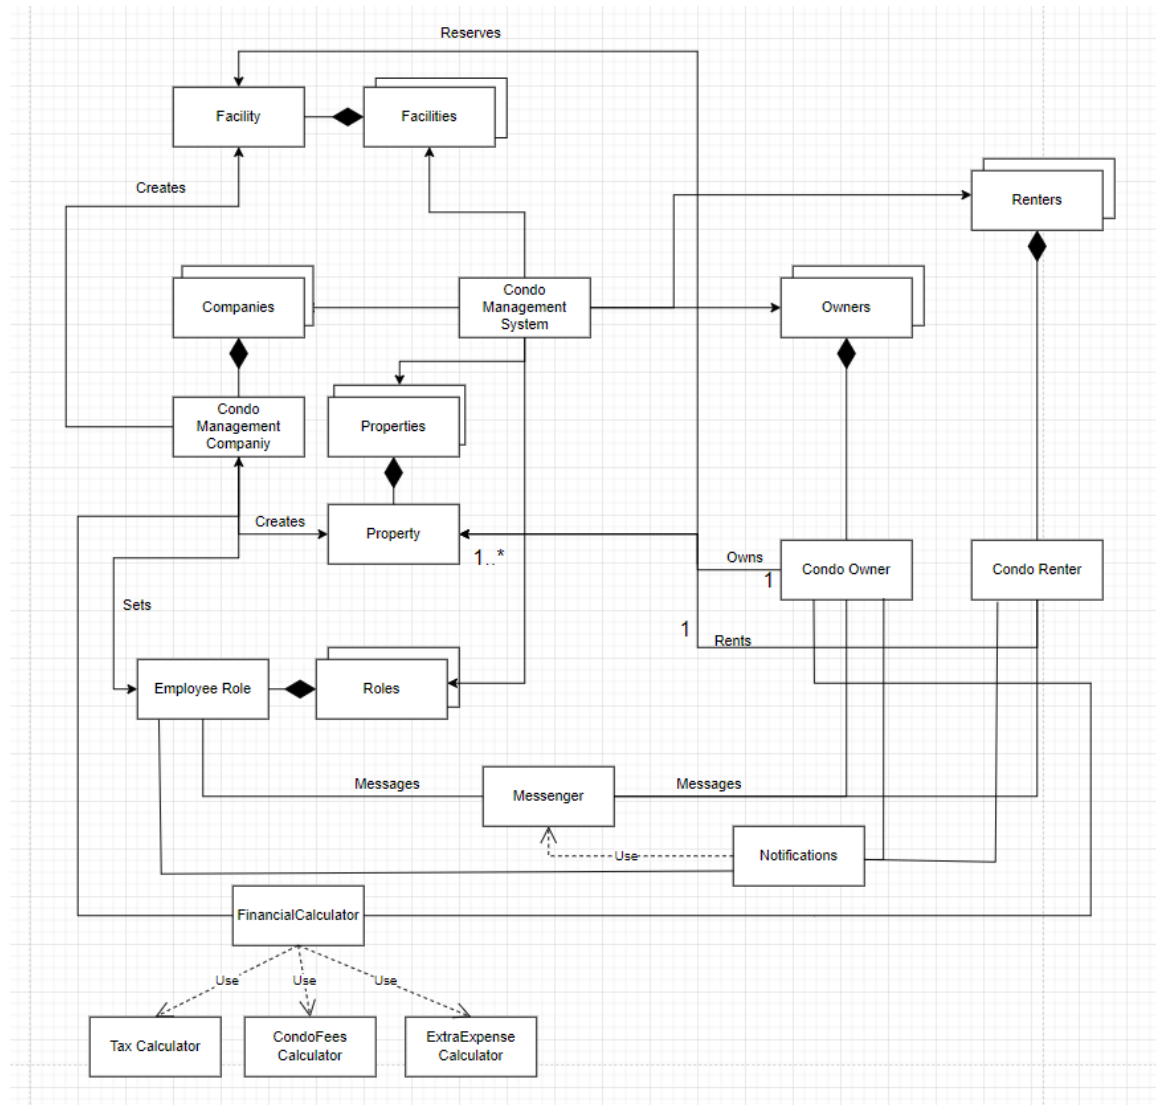 Reserves
Facility
Facilities
Creates
Renters
Companies
Condo
Management
System
Owners
Condo
Management
Companiy
Properties
Creates
Property
1..*
Owns
1
Condo Owner
Condo Renter
Sets
1
Rents
Employee Role
Roles
Messages
Messenger
Messages
Use
Notifications
FinancialCalculator
Use
Use
Use
Tax Calculator
CondoFees
Calculator
ExtraExpense
Calculator